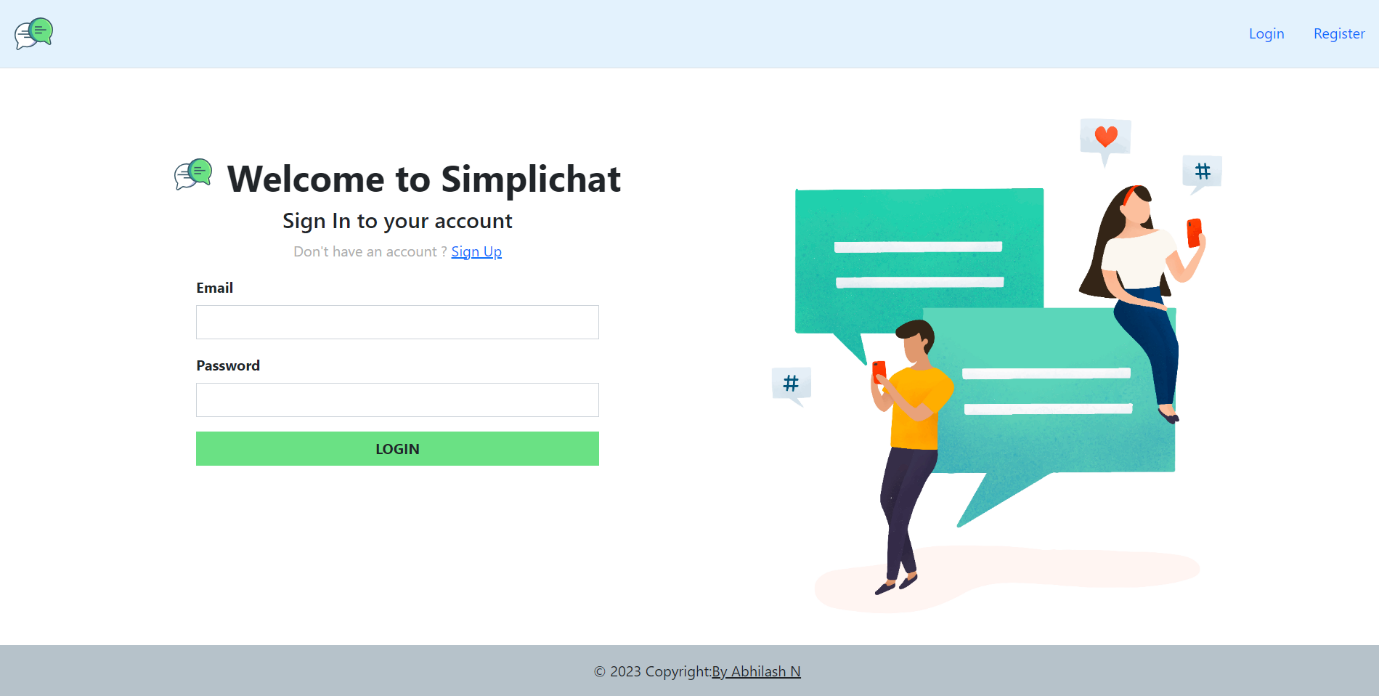 Login Register
Welcome to Simplichat
Sign In to your account
Don't have an account ? Sign Up
Email
Password
LOGIN
#
#
© 2023 Copyright:By Abhilash N